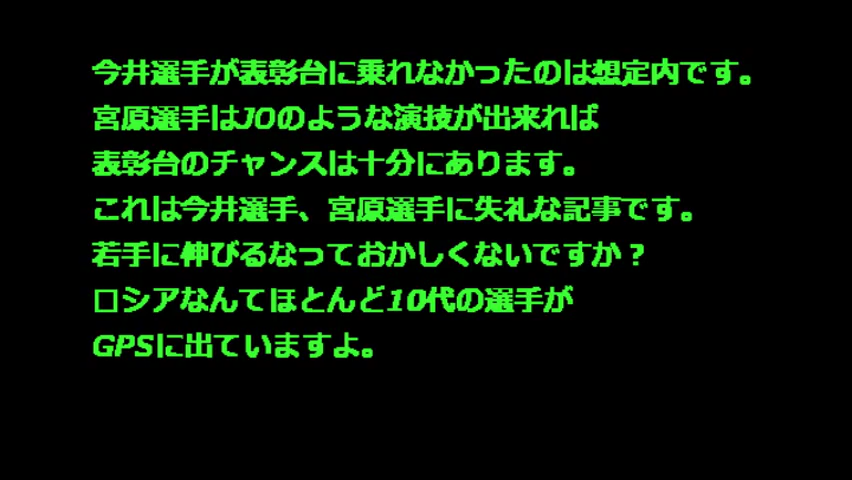 今井選手が表彰台に乗れなかったのは想定内です。
宮原選手はJOのような演技が出来れば
表彰台のチャンスは十分にあります。
これは今井選手、宮原選手に失礼な記事です。
若手に伸びるなっておかしくないですか？
ロシアなんてほとんど10代の選手が
GPSに出ていますよ。